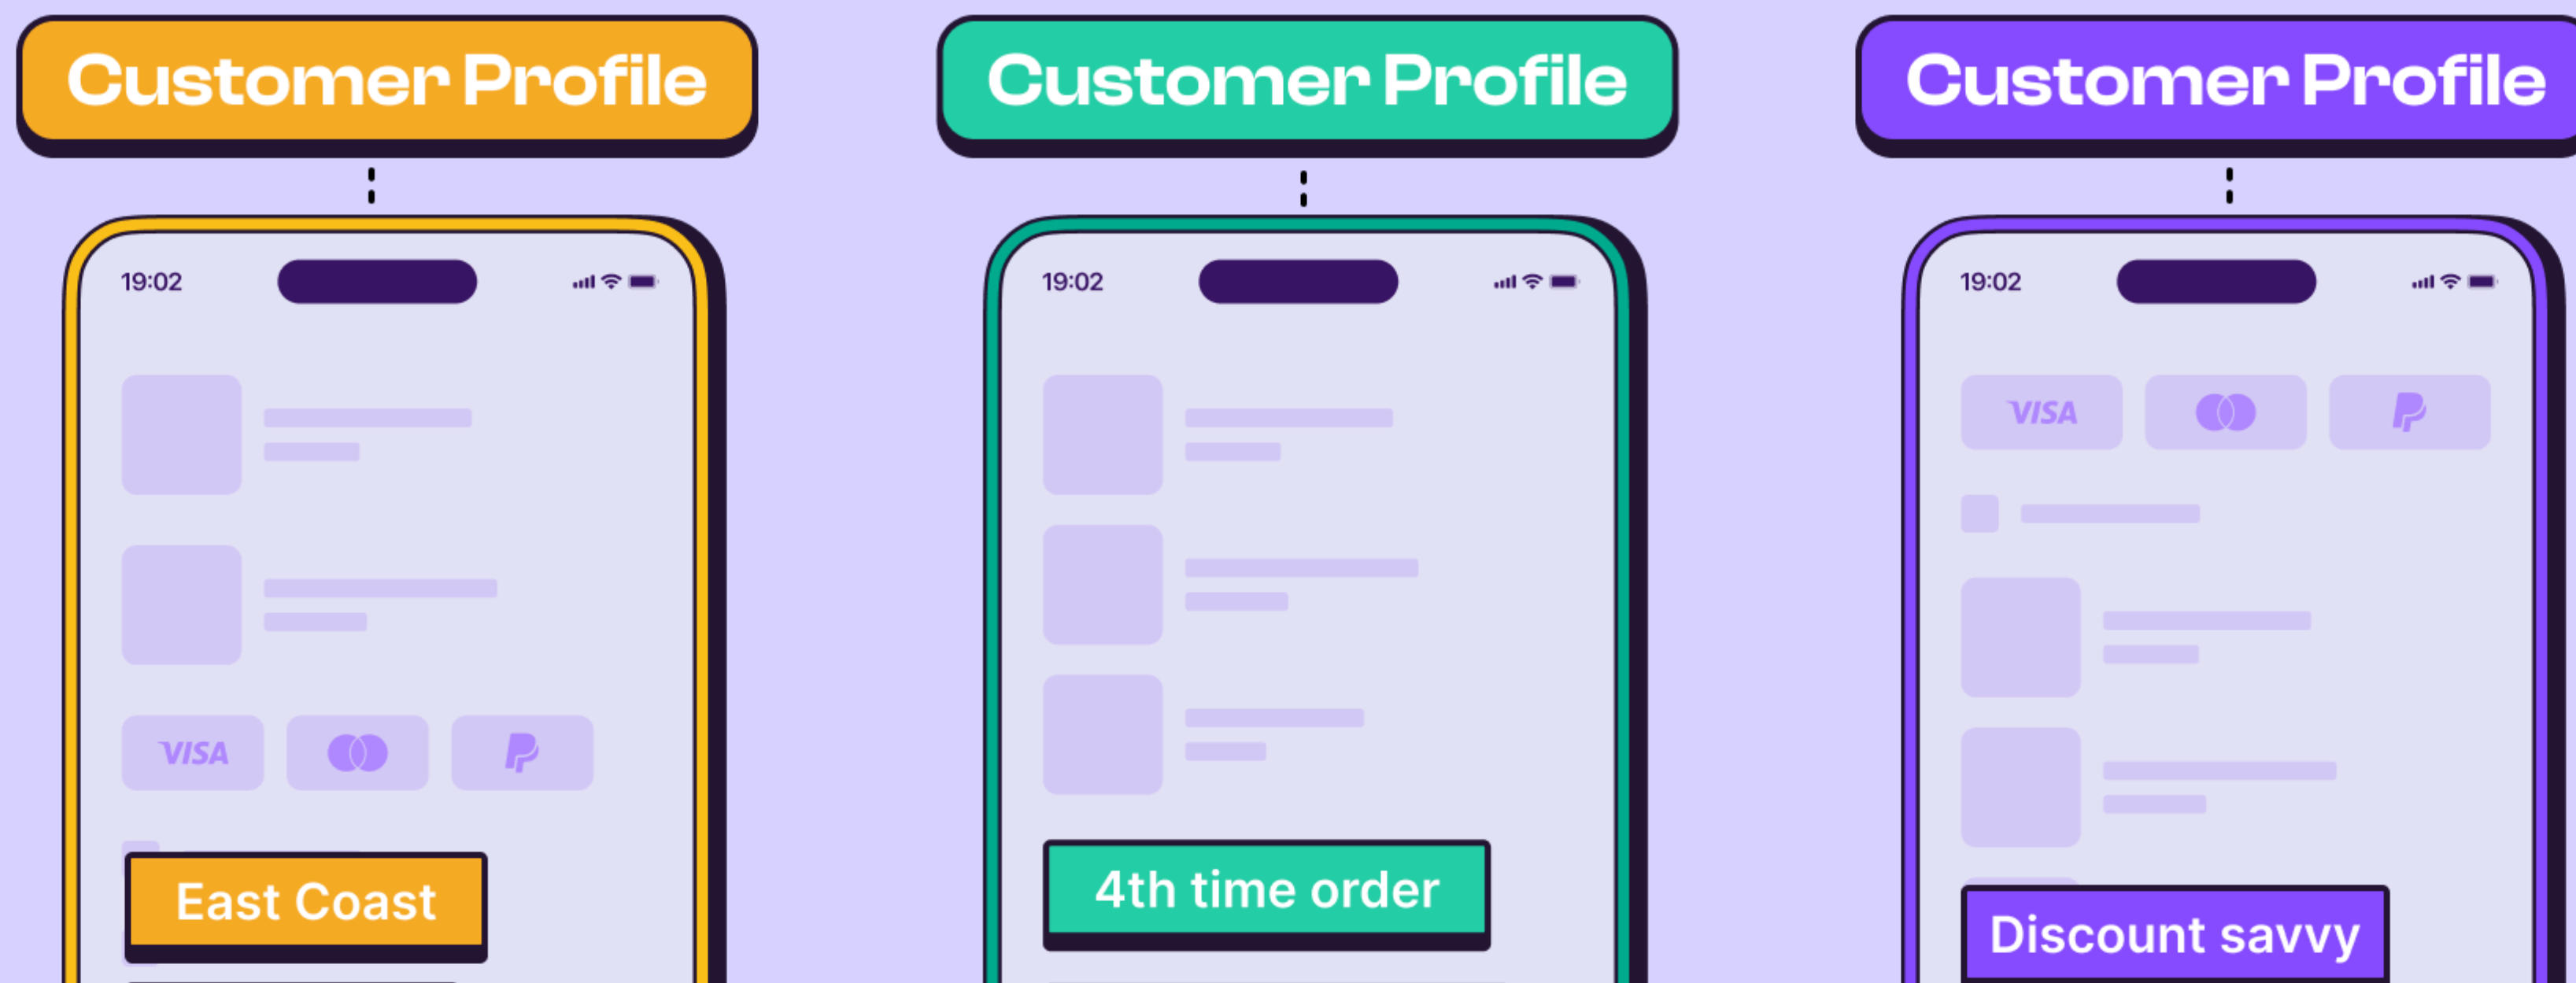 Customer Profile
Customer Profile
Customer Profile
19:02
19:02
19:02
VISA
VISA
East Coast
4th time order
Discount savvy